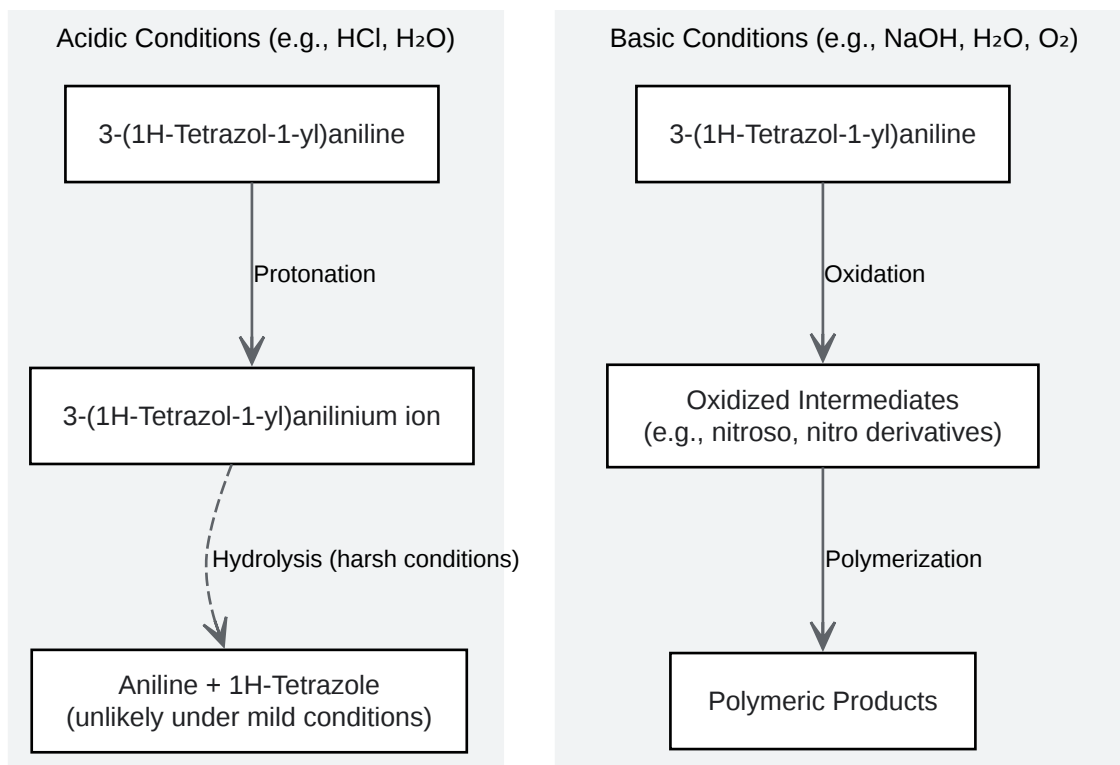 Acidic Conditions (e.g., HCl, H₂O)
3-(1H-Tetrazol-1-yl)aniline
Protonation
3-(1H-Tetrazol-1-yl)anilinium ion
Hydrolysis (harsh conditions)
Aniline + 1H-Tetrazole
(unlikely under mild conditions)
Basic Conditions (e.g., NaOH, H₂O, O₂)
3-(1H-Tetrazol-1-yl)aniline
Oxidation
Oxidized Intermediates
(e.g., nitroso, nitro derivatives)
Polymerization
Polymeric Products